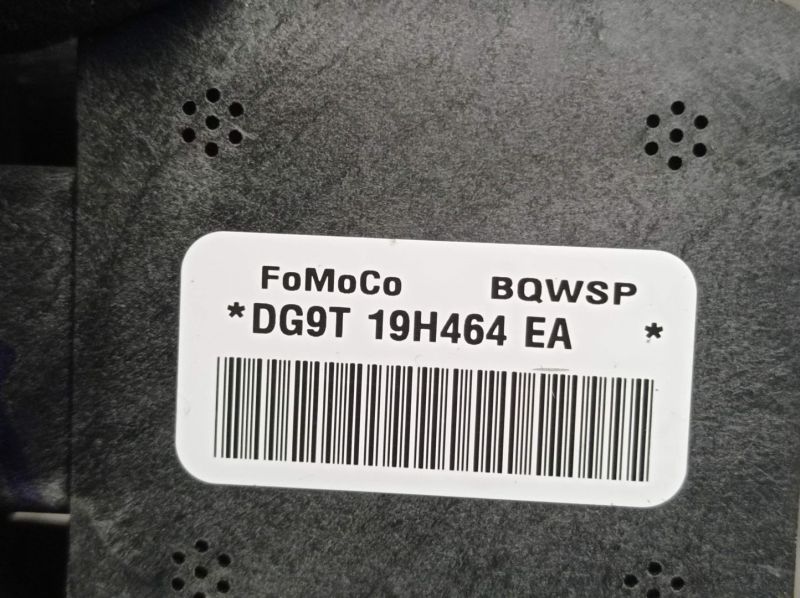 FoMoCo BQWSP
*DG9T 19H464 EA *